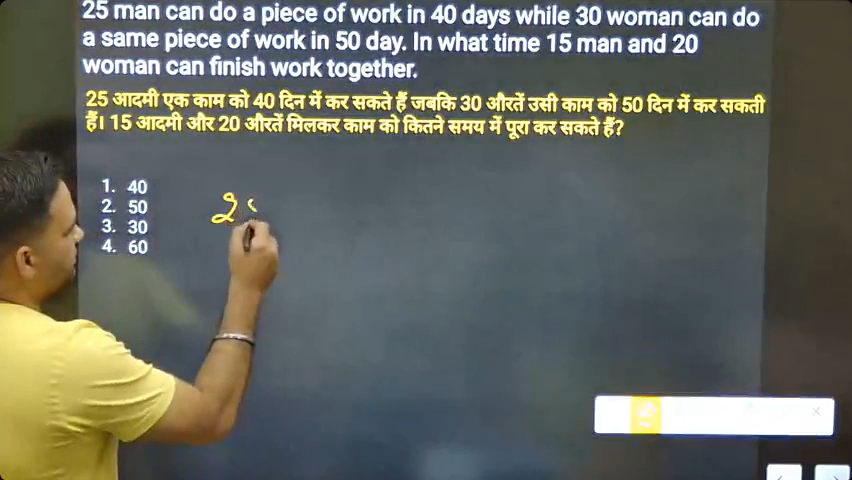 25 man can do a piece of work in 40 days while 30 woman can do
a same piece of work in 50 day. In what time 15 man and 20
woman can finish work together.
25 आदमी एक काम को 40 दिन में कर सकते हैं जबकि 30 औरतें उसी काम को 50 दिन में कर सकती
हैं। 15 आदमी और 20 औरतें मिलकर काम को कितने समय में पूरा कर सकते हैं?
1. 40
2. 50
3. 30
4. 60
2